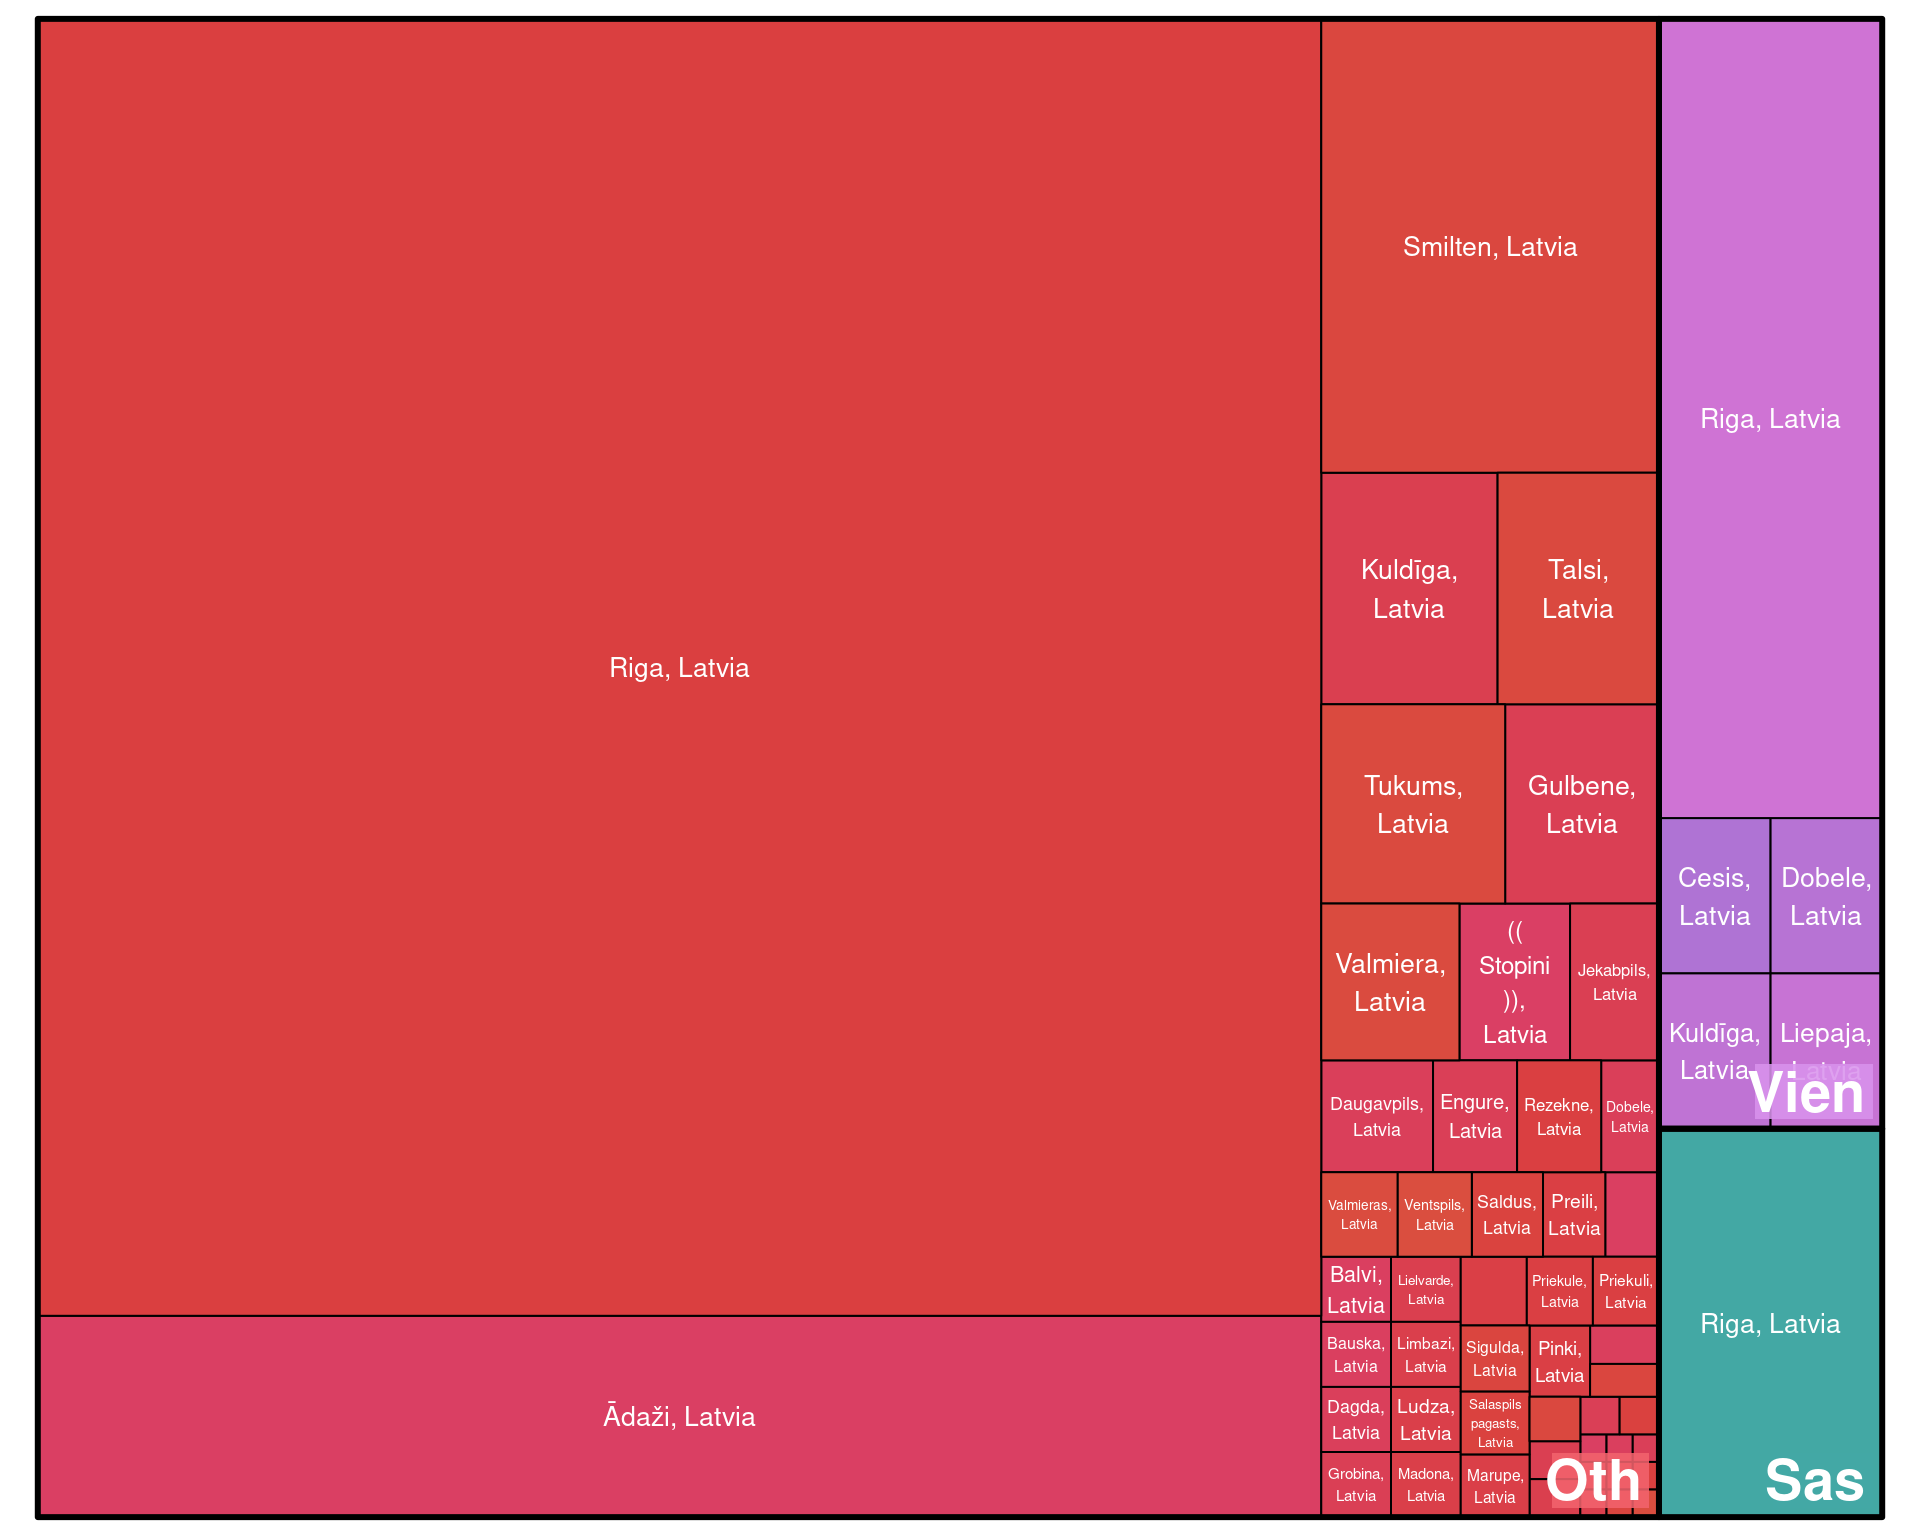 Riga, Latvia
Ādaži, Latvia
Smilten, Latvia
Kuldīga,
Latvia
Talsi,
Latvia
Tukums,
Latvia
Gulbene,
Latvia
Valmiera,
Latvia
((
Stopini
)),
Latvia
Jekabpils,
Latvia
Daugavpils,
Latvia
Engure,
Latvia
Rezekne,
Latvia
Dobele,
Latvia
Valmieras,
Latvia
Ventspils,
Latvia
Saldus,
Latvia
Preili,
Latvia
Balvi,
Latvia
Lielvarde,
Latvia
Priekule,
Latvia
Priekuli,
Latvia
Bauska,
Latvia
Limbazi,
Latvia
Sigulda,
Latvia
Pinki,
Latvia
Dagda,
Latvia
Ludza,
Latvia
Salaspils
pagasts,
Latvia
Grobina,
Latvia
Madona,
Latvia
Marupe,
Latvia
Oth
Riga, Latvia
Cesis,
Latvia
Dobele,
Latvia
Kuldīga,
Latvia
Liepaja,
Latvia
Vien
Riga, Latvia
Sas